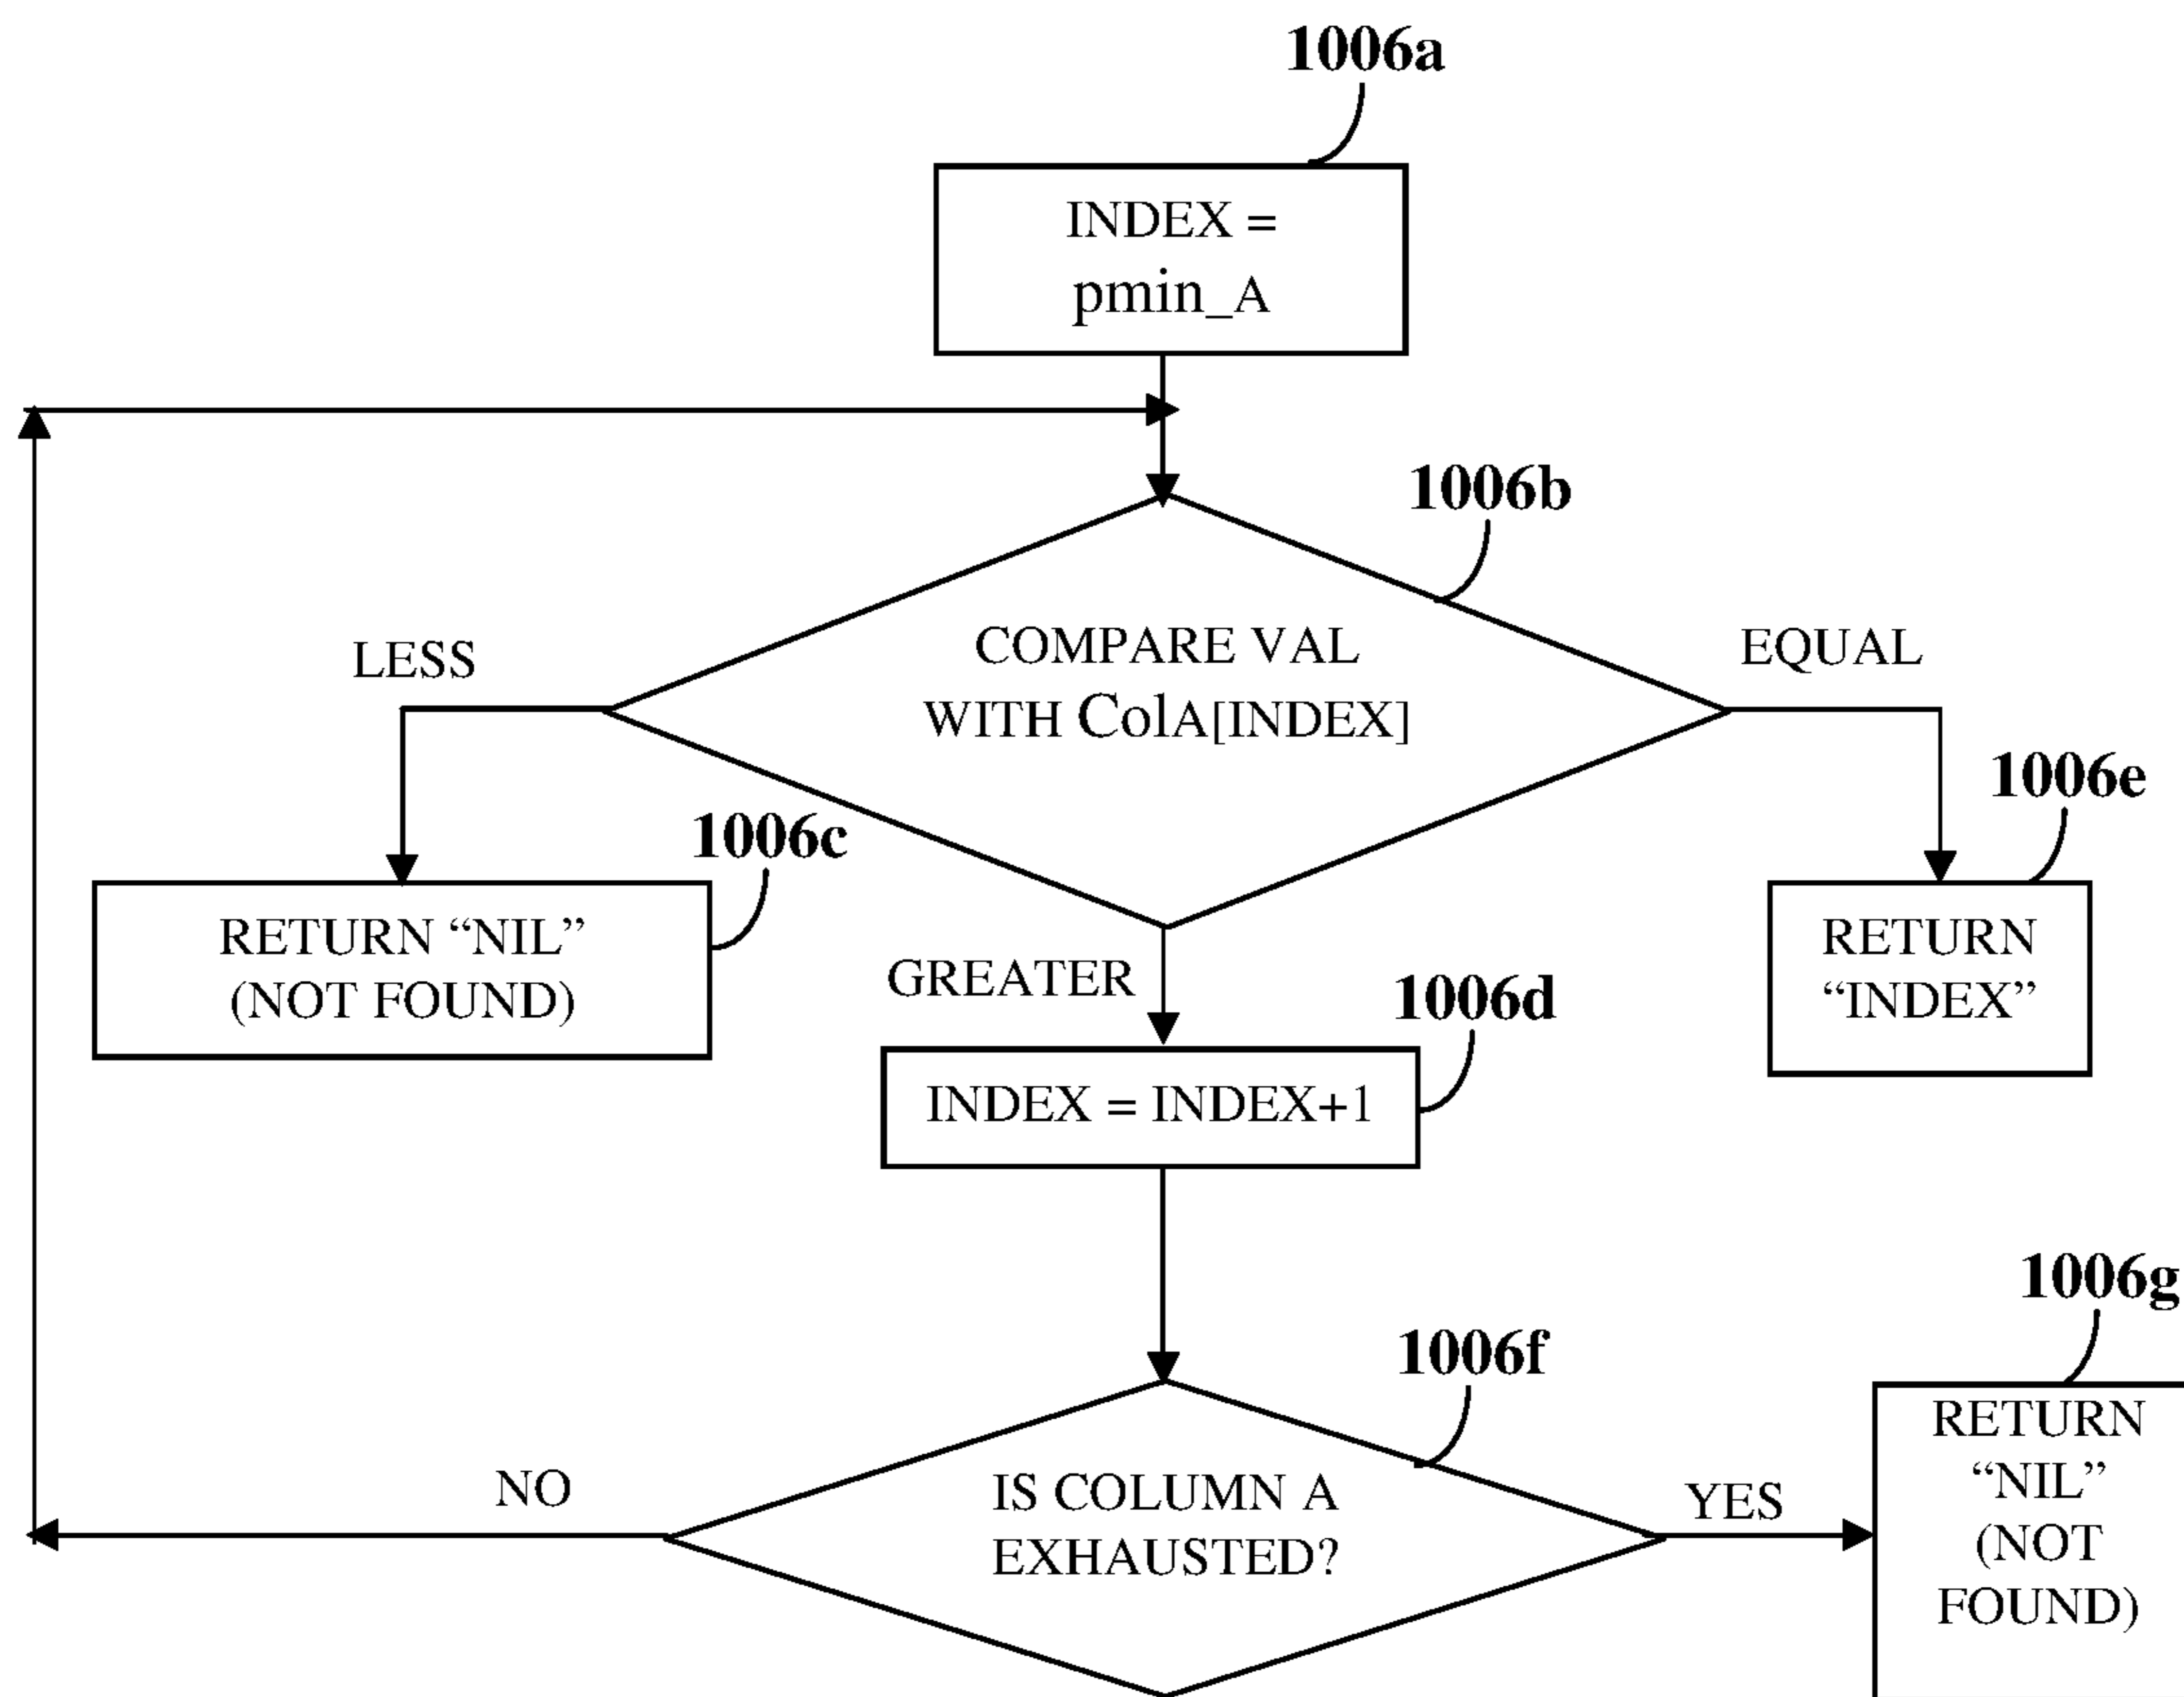 1006a
INDEX =
pmin_A
1006b
COMPARE VAL
WITH ColA[INDEX]
LESS
EQUAL
1006c
RETURN “NIL”
(NOT FOUND)
1006e
RETURN
“INDEX”
GREATER
1006d
INDEX = INDEX+1
1006f
IS COLUMN A
EXHAUSTED?
NO
YES
1006g
RETURN
“NIL”
(NOT
FOUND)